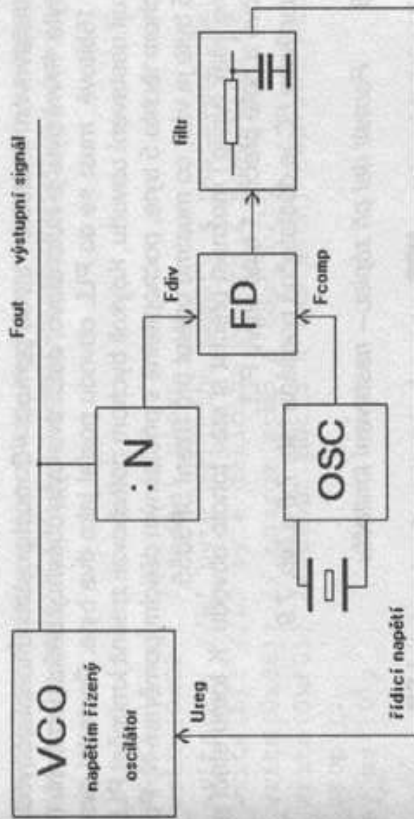 VCO
napětím řízený
oscilátor
Fout výstupní signál
: N
Fdiv
FD
filtr
Ureg
OSC
Fcomp
řídicí napětí